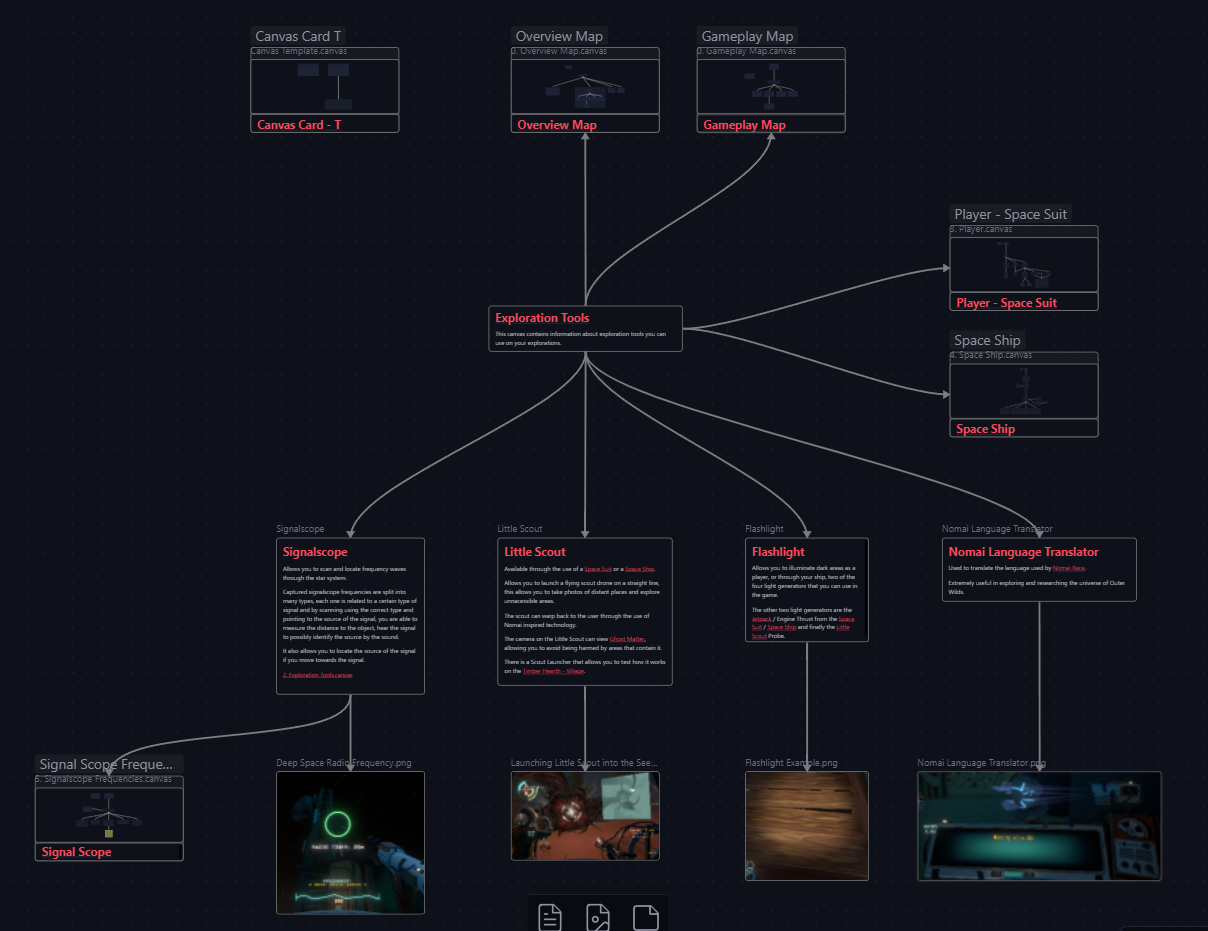 Canvas Card T
Canvas Template.canvas
Canvas Card - T
Overview Map
0. Overview Map.canvas
Overview Map
Gameplay Map
0. Gameplay Map.canvas
Gameplay Map
Player - Space Suit
3. Player.canvas
Player - Space Suit
Exploration Tools
This canvas contains information about exploration tools you can
use on your explorations.
Space Ship
4. Space Ship.canvas
Space Ship
Signalscope
Signalscope
Allows you to scan and locate frequency waves
through the star system.
Captured signalscope frequencies are split into
many types, each one is related to a certain type of
signal and by scanning using the correct type and
pointing to the source of the signal, you are able to
measure the distance to the object, hear the signal
to possibly identify the source by the sound.
It also allows you to locate the source of the signal
if you move towards the signal.
2. Exploration Tools.canvas
Little Scout
Little Scout
Available through the use of a Space Suit or a Space Ship.
Allows you to launch a flying scout drone on a straight line,
this allows you to take photos of distant places and explore
unnacessible areas.
The scout can warp back to the user through the use of
Nomai inspired technology.
The camera on the Little Scout can view Ghost Matter,
allowing you to avoid being harmed by areas that contain it.
There is a Scout Launcher that allows you to test how it works
on the Timber Hearth - Village.
Flashlight
Flashlight
Allows you to illuminate dark areas as a
player, or through your ship, two of the
four light generators that you can use in
the game.
The other two light generators are the
Jetpack / Engine Thrust from the Space
Suit / Space Ship and finally the Little
Scout Probe.
Nomai Language Translator
Nomai Language Translator
Used to translate the language used by Nomai Race.
Extremely useful in exploring and researching the universe of Outer
Wilds.
Signal Scope Freque...
5. Signalscope Frequencies.canvas
Signal Scope
Deep Space Radio Frequency.png
Launching Little Scout into the See...
Flashlight Example.png
Nomai Language Translator.png